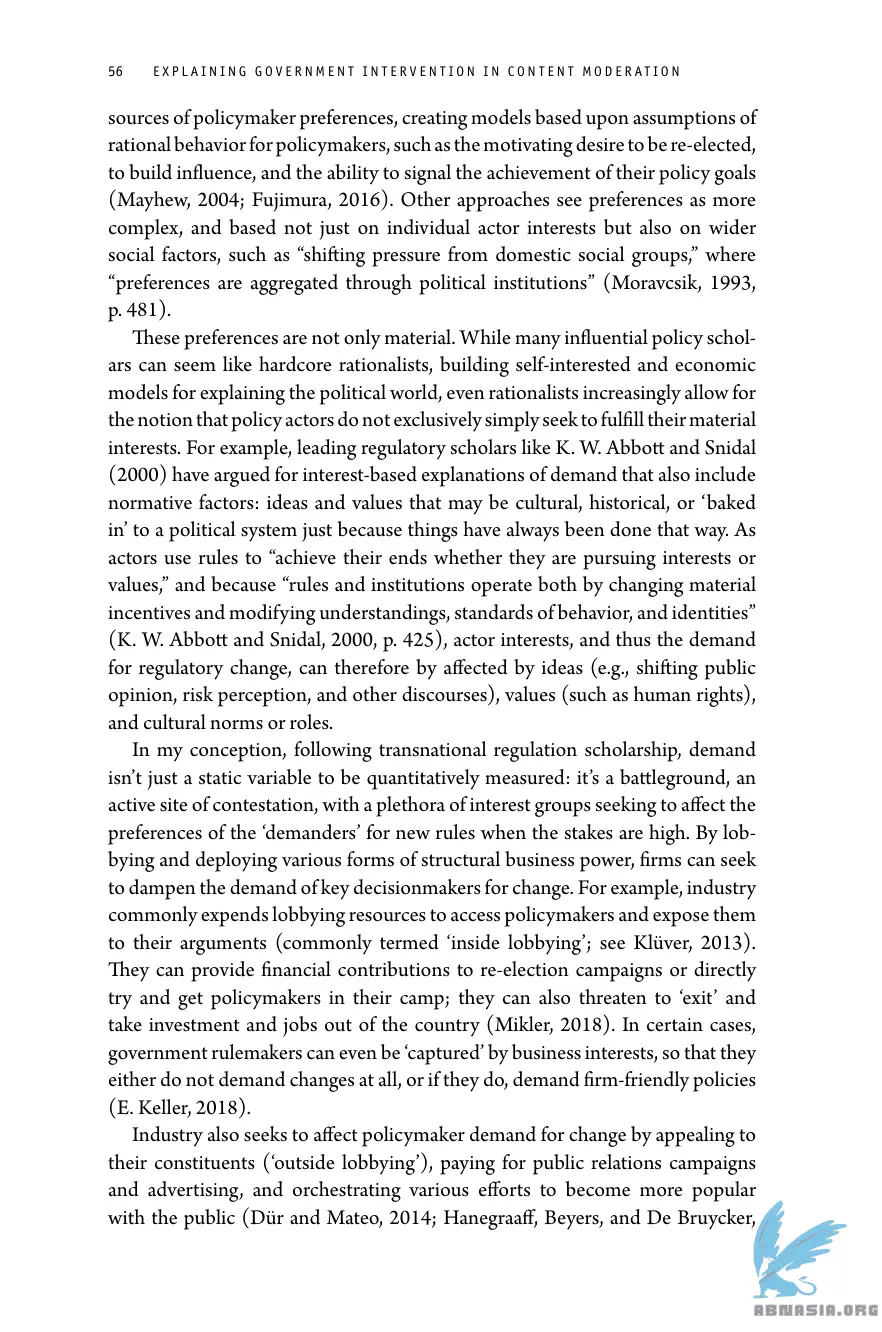 56 EXPLAINING GOVERNMENT INTERVENTION IN CONTENT MODERATION
sources of policymaker preferences, creating models based upon assumptions of
rational behavior for policymakers, such as the motivating desire to be re-elected,
to build influence, and the ability to signal the achievement of their policy goals
(Mayhew, 2004; Fujimura, 2016). Other approaches see preferences as more
complex, and based not just on individual actor interests but also on wider
social factors, such as “shifting pressure from domestic social groups,” where
“preferences are aggregated through political institutions” (Moravcsik, 1993,
p. 481).
These preferences are not only material. While many influential policy schol-
ars can seem like hardcore rationalists, building self-interested and economic
models for explaining the political world, even rationalists increasingly allow for
the notion that policy actors do not exclusively simply seek to fulfill their material
interests. For example, leading regulatory scholars like K. W. Abbott and Snidal
(2000) have argued for interest-based explanations of demand that also include
normative factors: ideas and values that may be cultural, historical, or ‘baked
in’ to a political system just because things have always been done that way. As
actors use rules to “achieve their ends whether they are pursuing interests or
values,” and because “rules and institutions operate both by changing material
incentives and modifying understandings, standards of behavior, and identities”
(K. W. Abbott and Snidal, 2000, p. 425), actor interests, and thus the demand
for regulatory change, can therefore by affected by ideas (e.g., shifting public
opinion, risk perception, and other discourses), values (such as human rights),
and cultural norms or roles.
In my conception, following transnational regulation scholarship, demand
isn’t just a static variable to be quantitatively measured: it’s a battleground, an
active site of contestation, with a plethora of interest groups seeking to affect the
preferences of the ‘demanders’ for new rules when the stakes are high. By lob-
bying and deploying various forms of structural business power, firms can seek
to dampen the demand of key decisionmakers for change. For example, industry
commonly expends lobbying resources to access policymakers and expose them
to their arguments (commonly termed ‘inside lobbying’; see Klüver, 2013).
They can provide financial contributions to re-election campaigns or directly
try and get policymakers in their camp; they can also threaten to ‘exit’ and
take investment and jobs out of the country (Mikler, 2018). In certain cases,
government rulemakers can even be ‘captured’ by business interests, so that they
either do not demand changes at all, or if they do, demand firm-friendly policies
(E. Keller, 2018).
Industry also seeks to affect policymaker demand for change by appealing to
their constituents (‘outside lobbying’), paying for public relations campaigns
and advertising, and orchestrating various efforts to become more popular
with the public (Dür and Mateo, 2014; Hanegraaff, Beyers, and De Bruycker,
ABNASIA.ORG